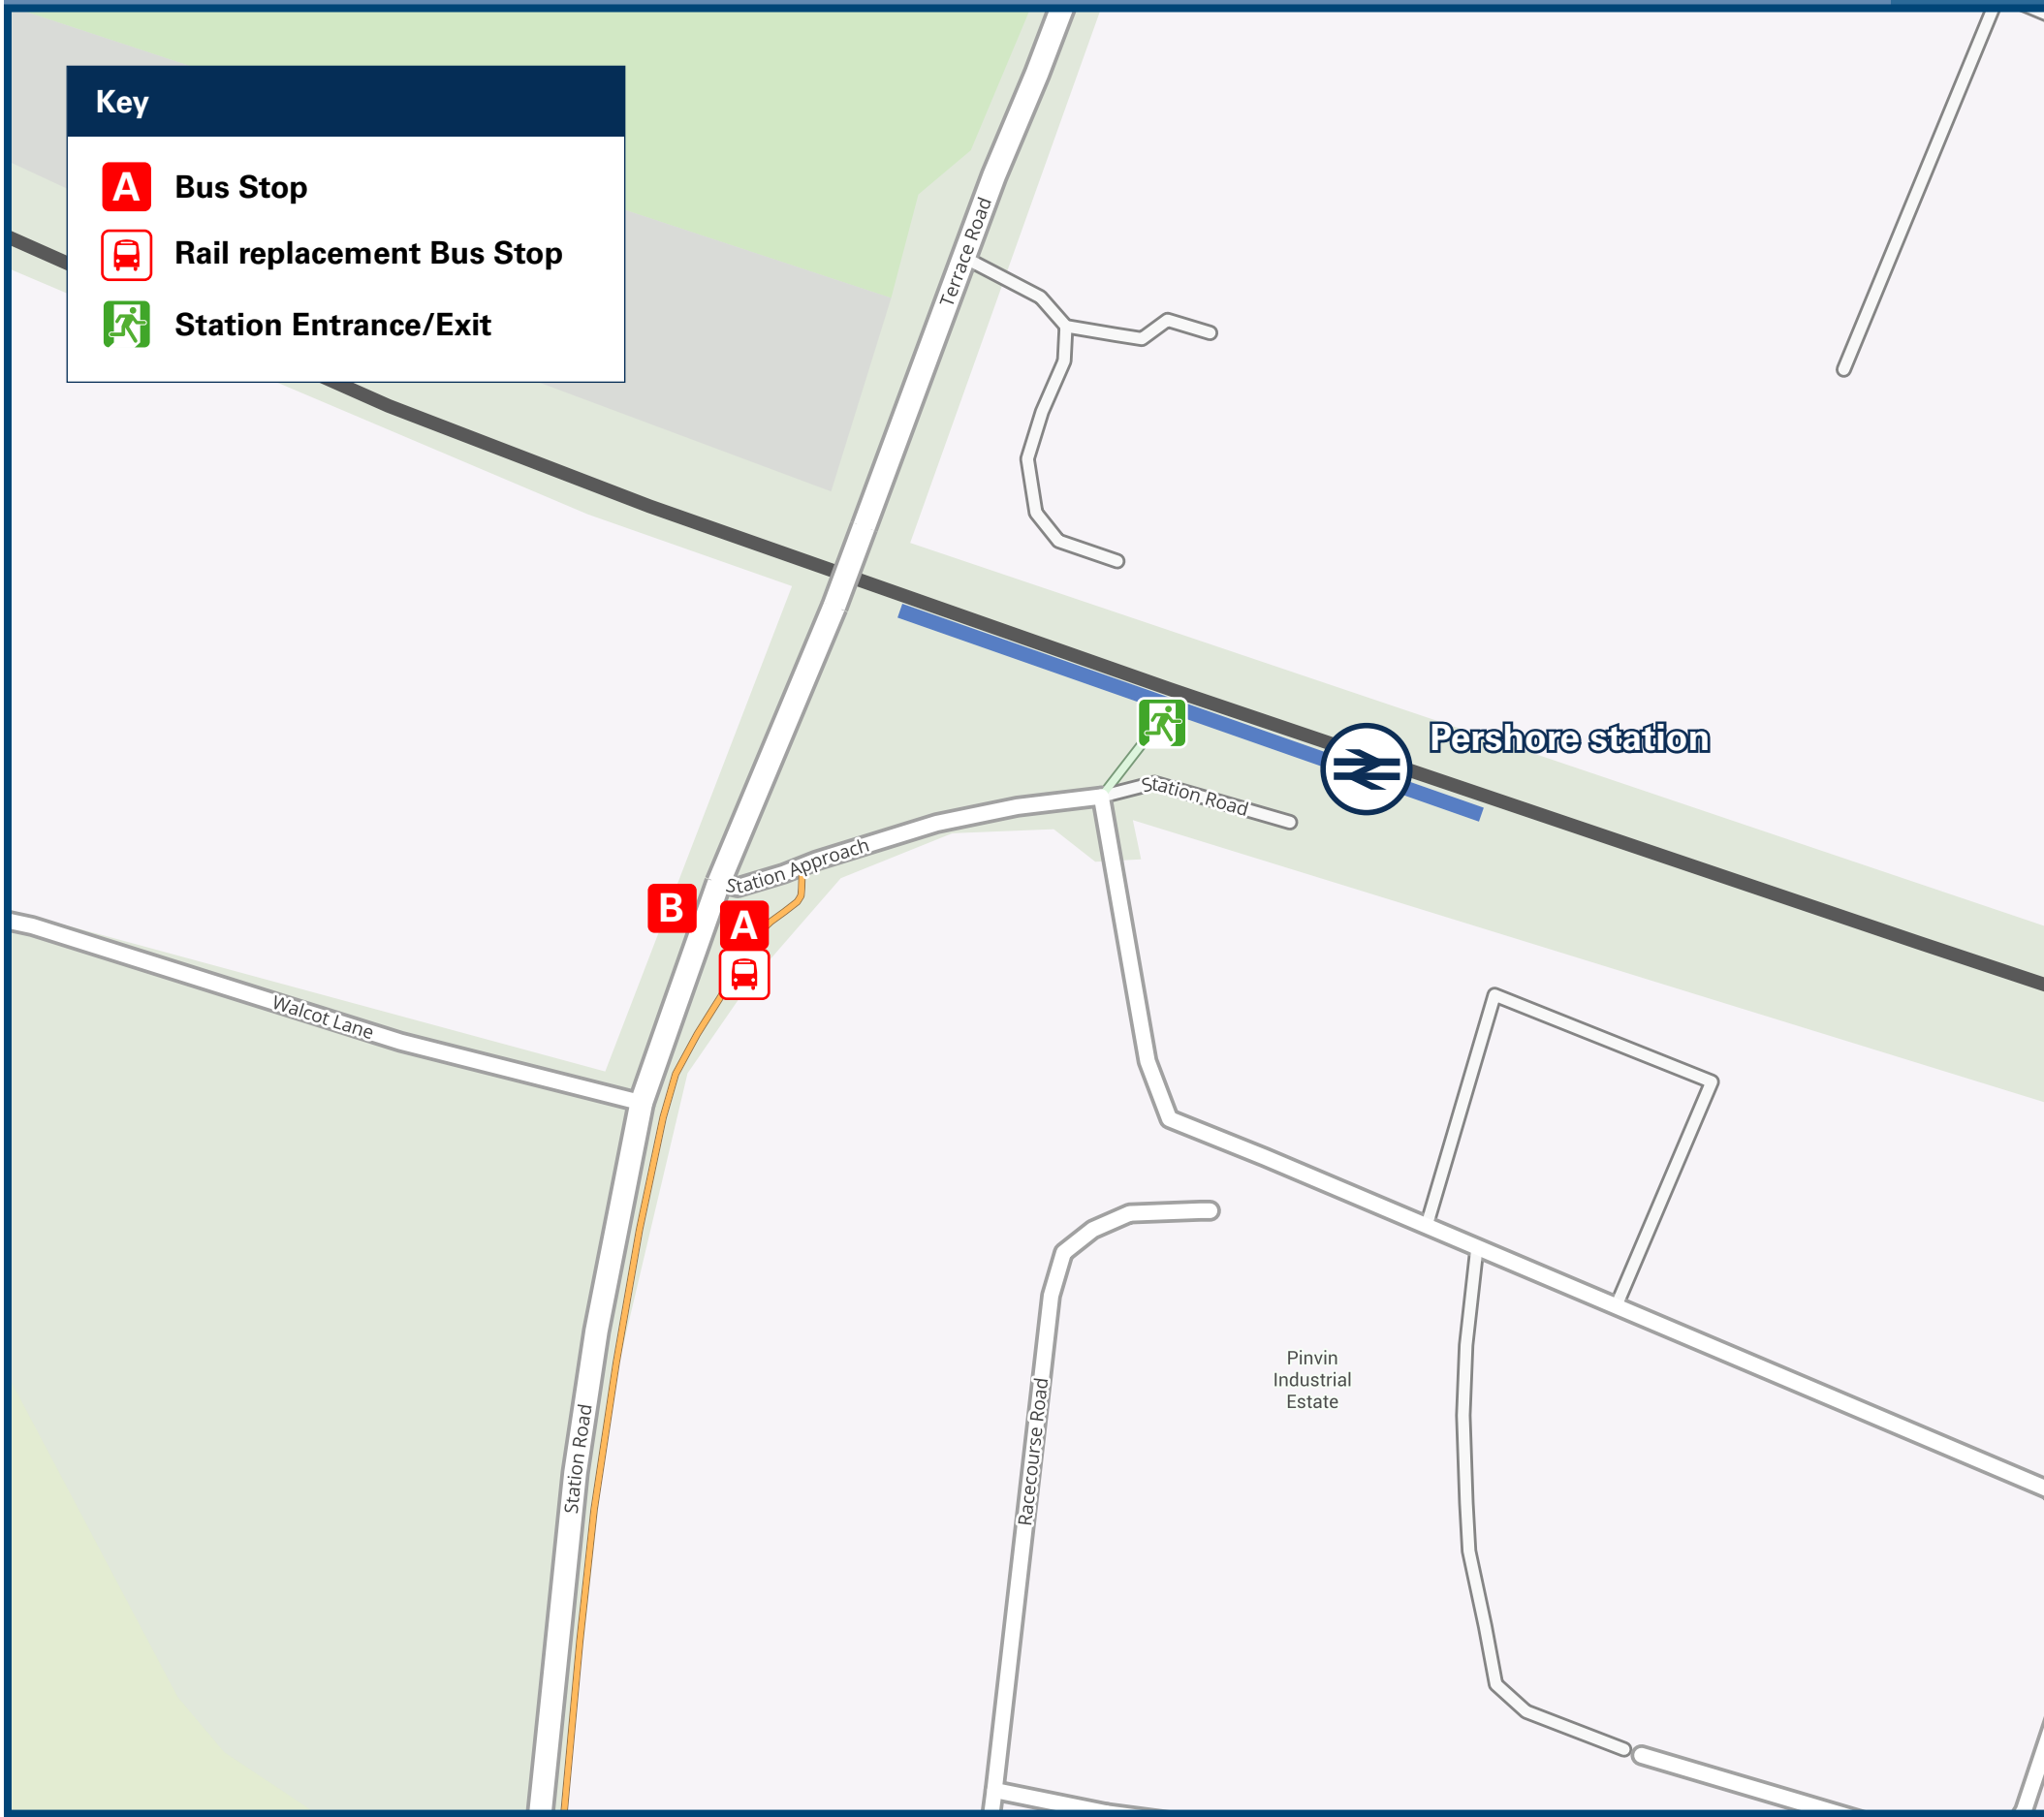 Key
A Bus Stop
Rail replacement Bus Stop
Station Entrance/Exit
Terrace Road
Pershore station
Station Road
Station Approach
B
A
Walcot Lane
Pinvin
Industrial
Estate
Racecourse Road
Station Road